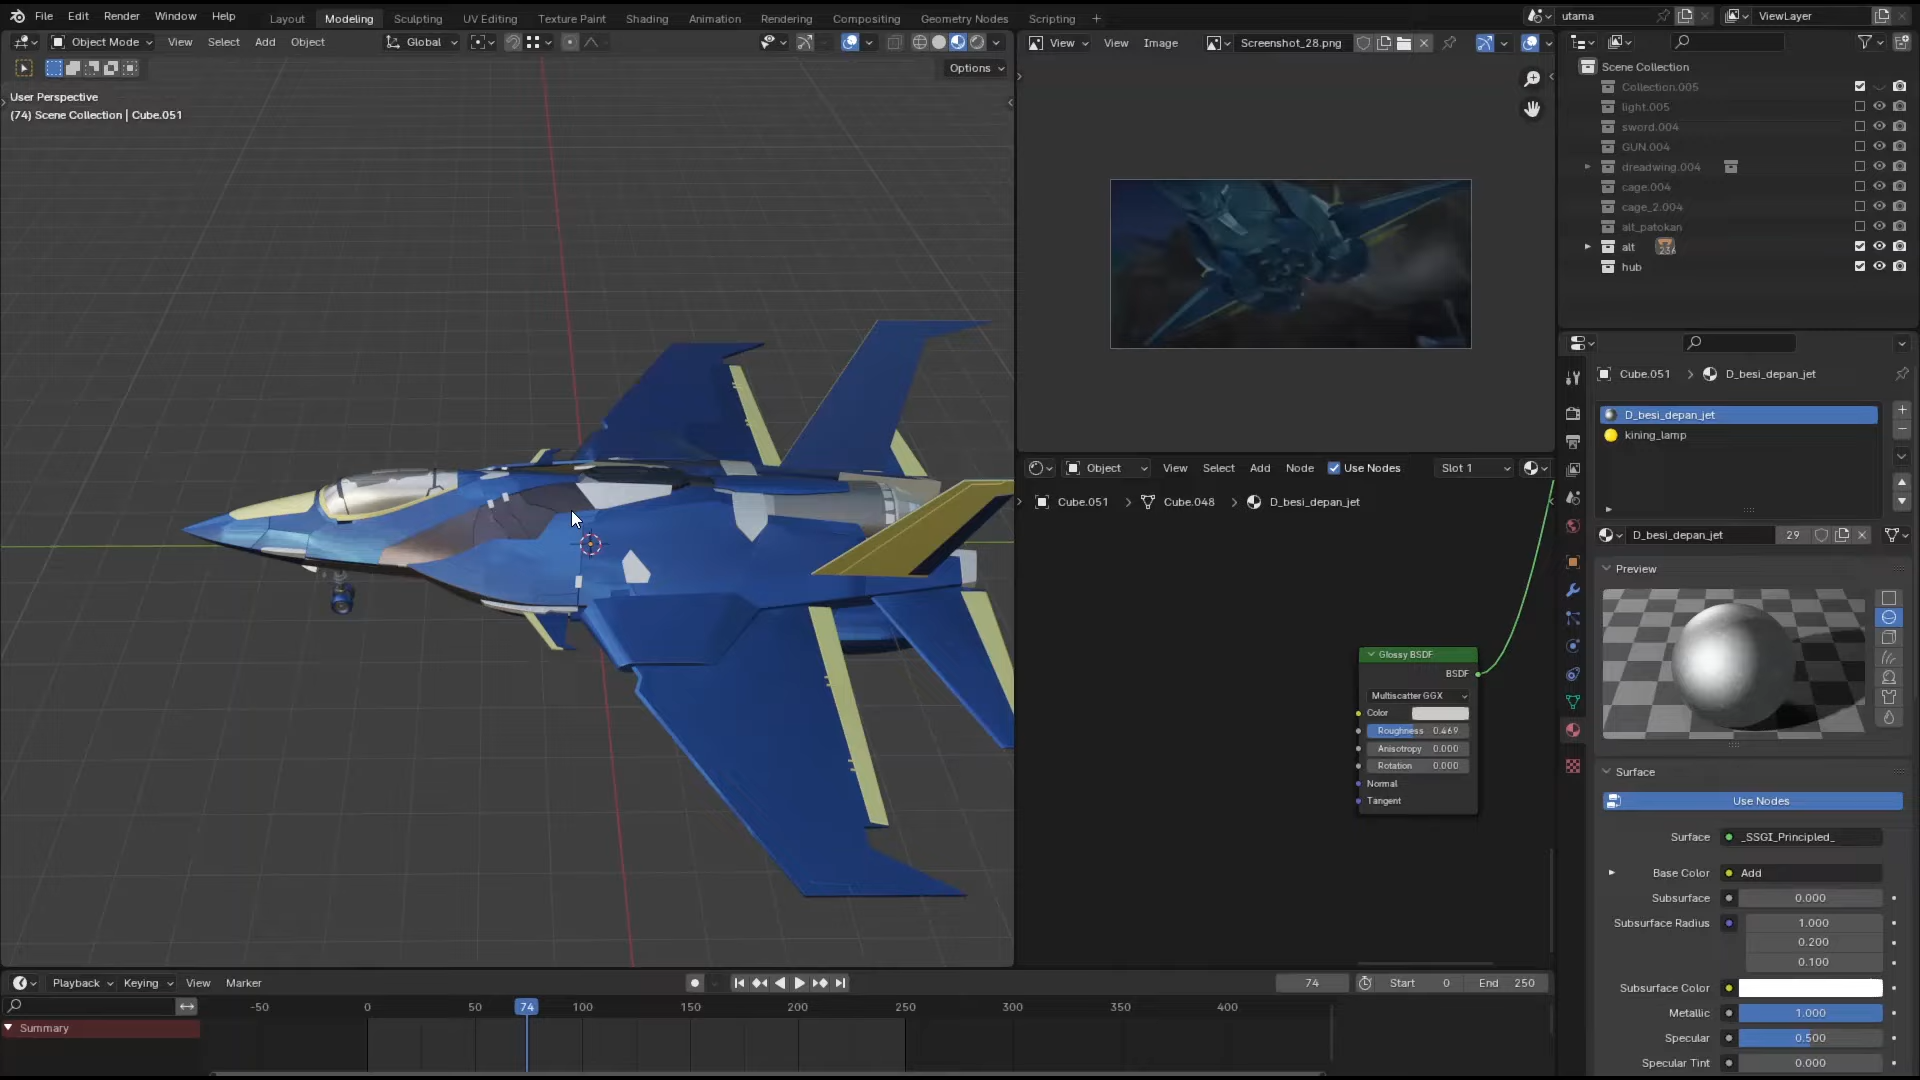 File Edit Render Window Help Layout Modeling Sculpting UV Editing Texture Paint Shading Animation Rendering Compositing Geometry Nodes Scripting + utama ViewLayer
Object Mode View Select Add Object Global
Options
User Perspective
(74) Scene Collection | Cube.051
View View Image Screenshot_28.png
Object View Select Add Node Use Nodes Slot 1
Cube.051 > Cube.048 > D_besi_depan_jet
Glossy BSDF
BSDF
Multiscatter GGX
Color
Roughness 0.469
Anisotropy 0.000
Rotation 0.000
Normal
Tangent
Scene Collection
Collection.005
light.005
sword.004
GUN.004
dreadwing.004
cage.004
cage_2.004
alt_patokan
alt 236
hub
Cube.051 > D_besi_depan_jet
D_besi_depan_jet
kining_lamp
D_besi_depan_jet 29
Preview
Surface
Use Nodes
Surface _SSGI_Principled_
Base Color Add
Subsurface 0.000
Subsurface Radius 1.000
0.200
0.100
Subsurface Color
Metallic 1.000
Specular 0.500
Specular Tint 0.000
Playback Keying View Marker 74 Start 0 End 250
-50 0 50 74 100 150 200 250 300 350 400
Summary